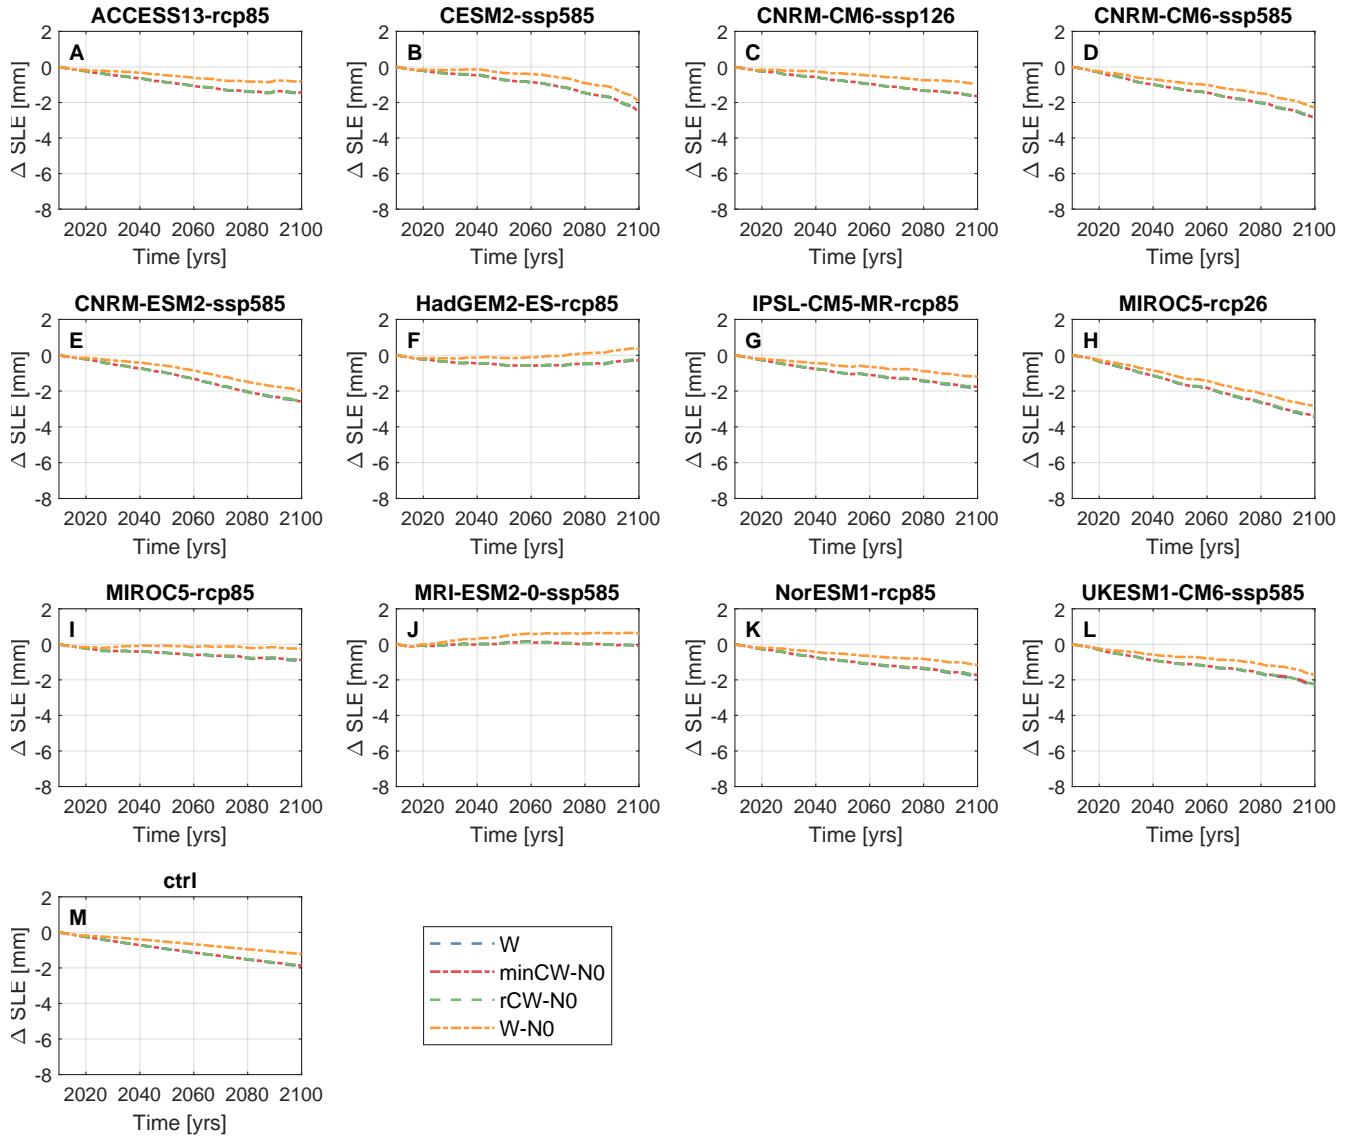 ACCESS13-rcp85
A
2
0
-2
-4
-6
-8
Δ SLE [mm]
2020 2040 2060 2080 2100
Time [yrs]
CESM2-ssp585
B
2
0
-2
-4
-6
-8
Δ SLE [mm]
2020 2040 2060 2080 2100
Time [yrs]
CNRM-CM6-ssp126
C
2
0
-2
-4
-6
-8
Δ SLE [mm]
2020 2040 2060 2080 2100
Time [yrs]
CNRM-CM6-ssp585
D
2
0
-2
-4
-6
-8
Δ SLE [mm]
2020 2040 2060 2080 2100
Time [yrs]
CNRM-ESM2-ssp585
E
2
0
-2
-4
-6
-8
Δ SLE [mm]
2020 2040 2060 2080 2100
Time [yrs]
HadGEM2-ES-rcp85
F
2
0
-2
-4
-6
-8
Δ SLE [mm]
2020 2040 2060 2080 2100
Time [yrs]
IPSL-CM5-MR-rcp85
G
2
0
-2
-4
-6
-8
Δ SLE [mm]
2020 2040 2060 2080 2100
Time [yrs]
MIROC5-rcp26
H
2
0
-2
-4
-6
-8
Δ SLE [mm]
2020 2040 2060 2080 2100
Time [yrs]
MIROC5-rcp85
I
2
0
-2
-4
-6
-8
Δ SLE [mm]
2020 2040 2060 2080 2100
Time [yrs]
MRI-ESM2-0-ssp585
J
2
0
-2
-4
-6
-8
Δ SLE [mm]
2020 2040 2060 2080 2100
Time [yrs]
NorESM1-rcp85
K
2
0
-2
-4
-6
-8
Δ SLE [mm]
2020 2040 2060 2080 2100
Time [yrs]
UKESM1-CM6-ssp585
L
2
0
-2
-4
-6
-8
Δ SLE [mm]
2020 2040 2060 2080 2100
Time [yrs]
ctrl
M
2
0
-2
-4
-6
-8
Δ SLE [mm]
2020 2040 2060 2080 2100
Time [yrs]
W
minCW-N0
rCW-N0
W-N0